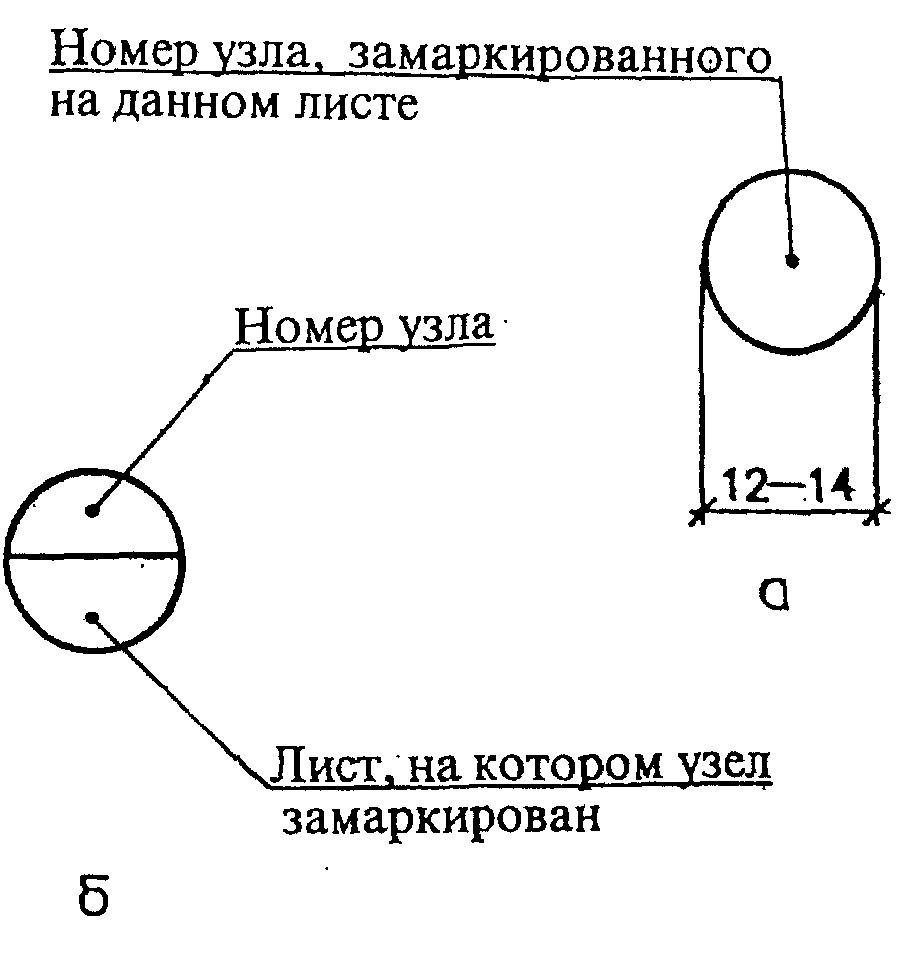 Номер узла, замаркированного
на данном листе
Номер узла
12—14
а
Лист, на котором узел
замаркирован
б